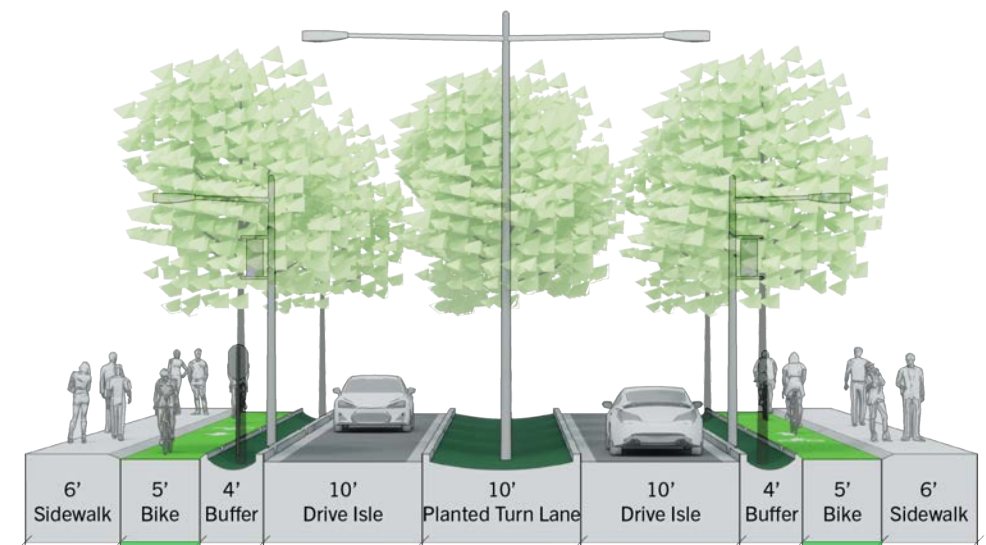 6'
Sidewalk
5'
Bike
4'
Buffer
10'
Drive Isle
10'
Planted Turn Lane
10'
Drive Isle
4'
Buffer
5'
Bike
6'
Sidewalk